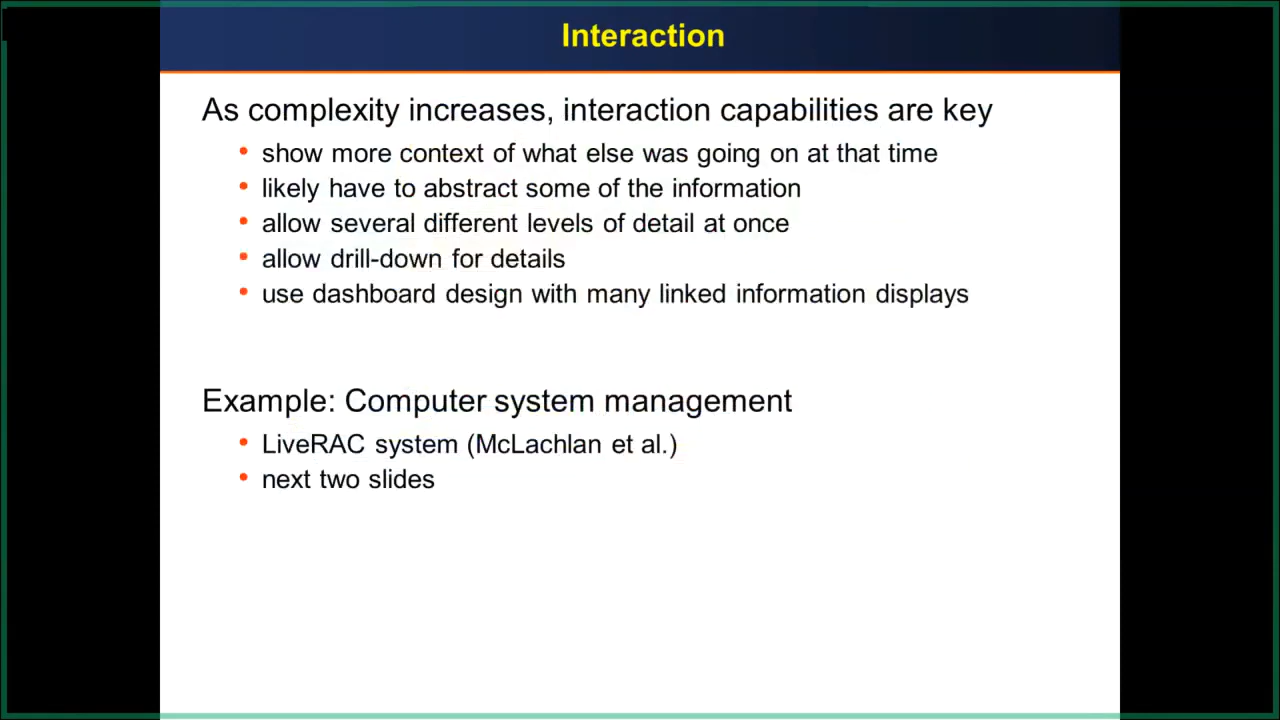 Interaction
As complexity increases, interaction capabilities are key
• show more context of what else was going on at that time
• likely have to abstract some of the information
• allow several different levels of detail at once
• allow drill-down for details
• use dashboard design with many linked information displays
Example: Computer system management
• LiveRAC system (McLachlan et al.)
• next two slides